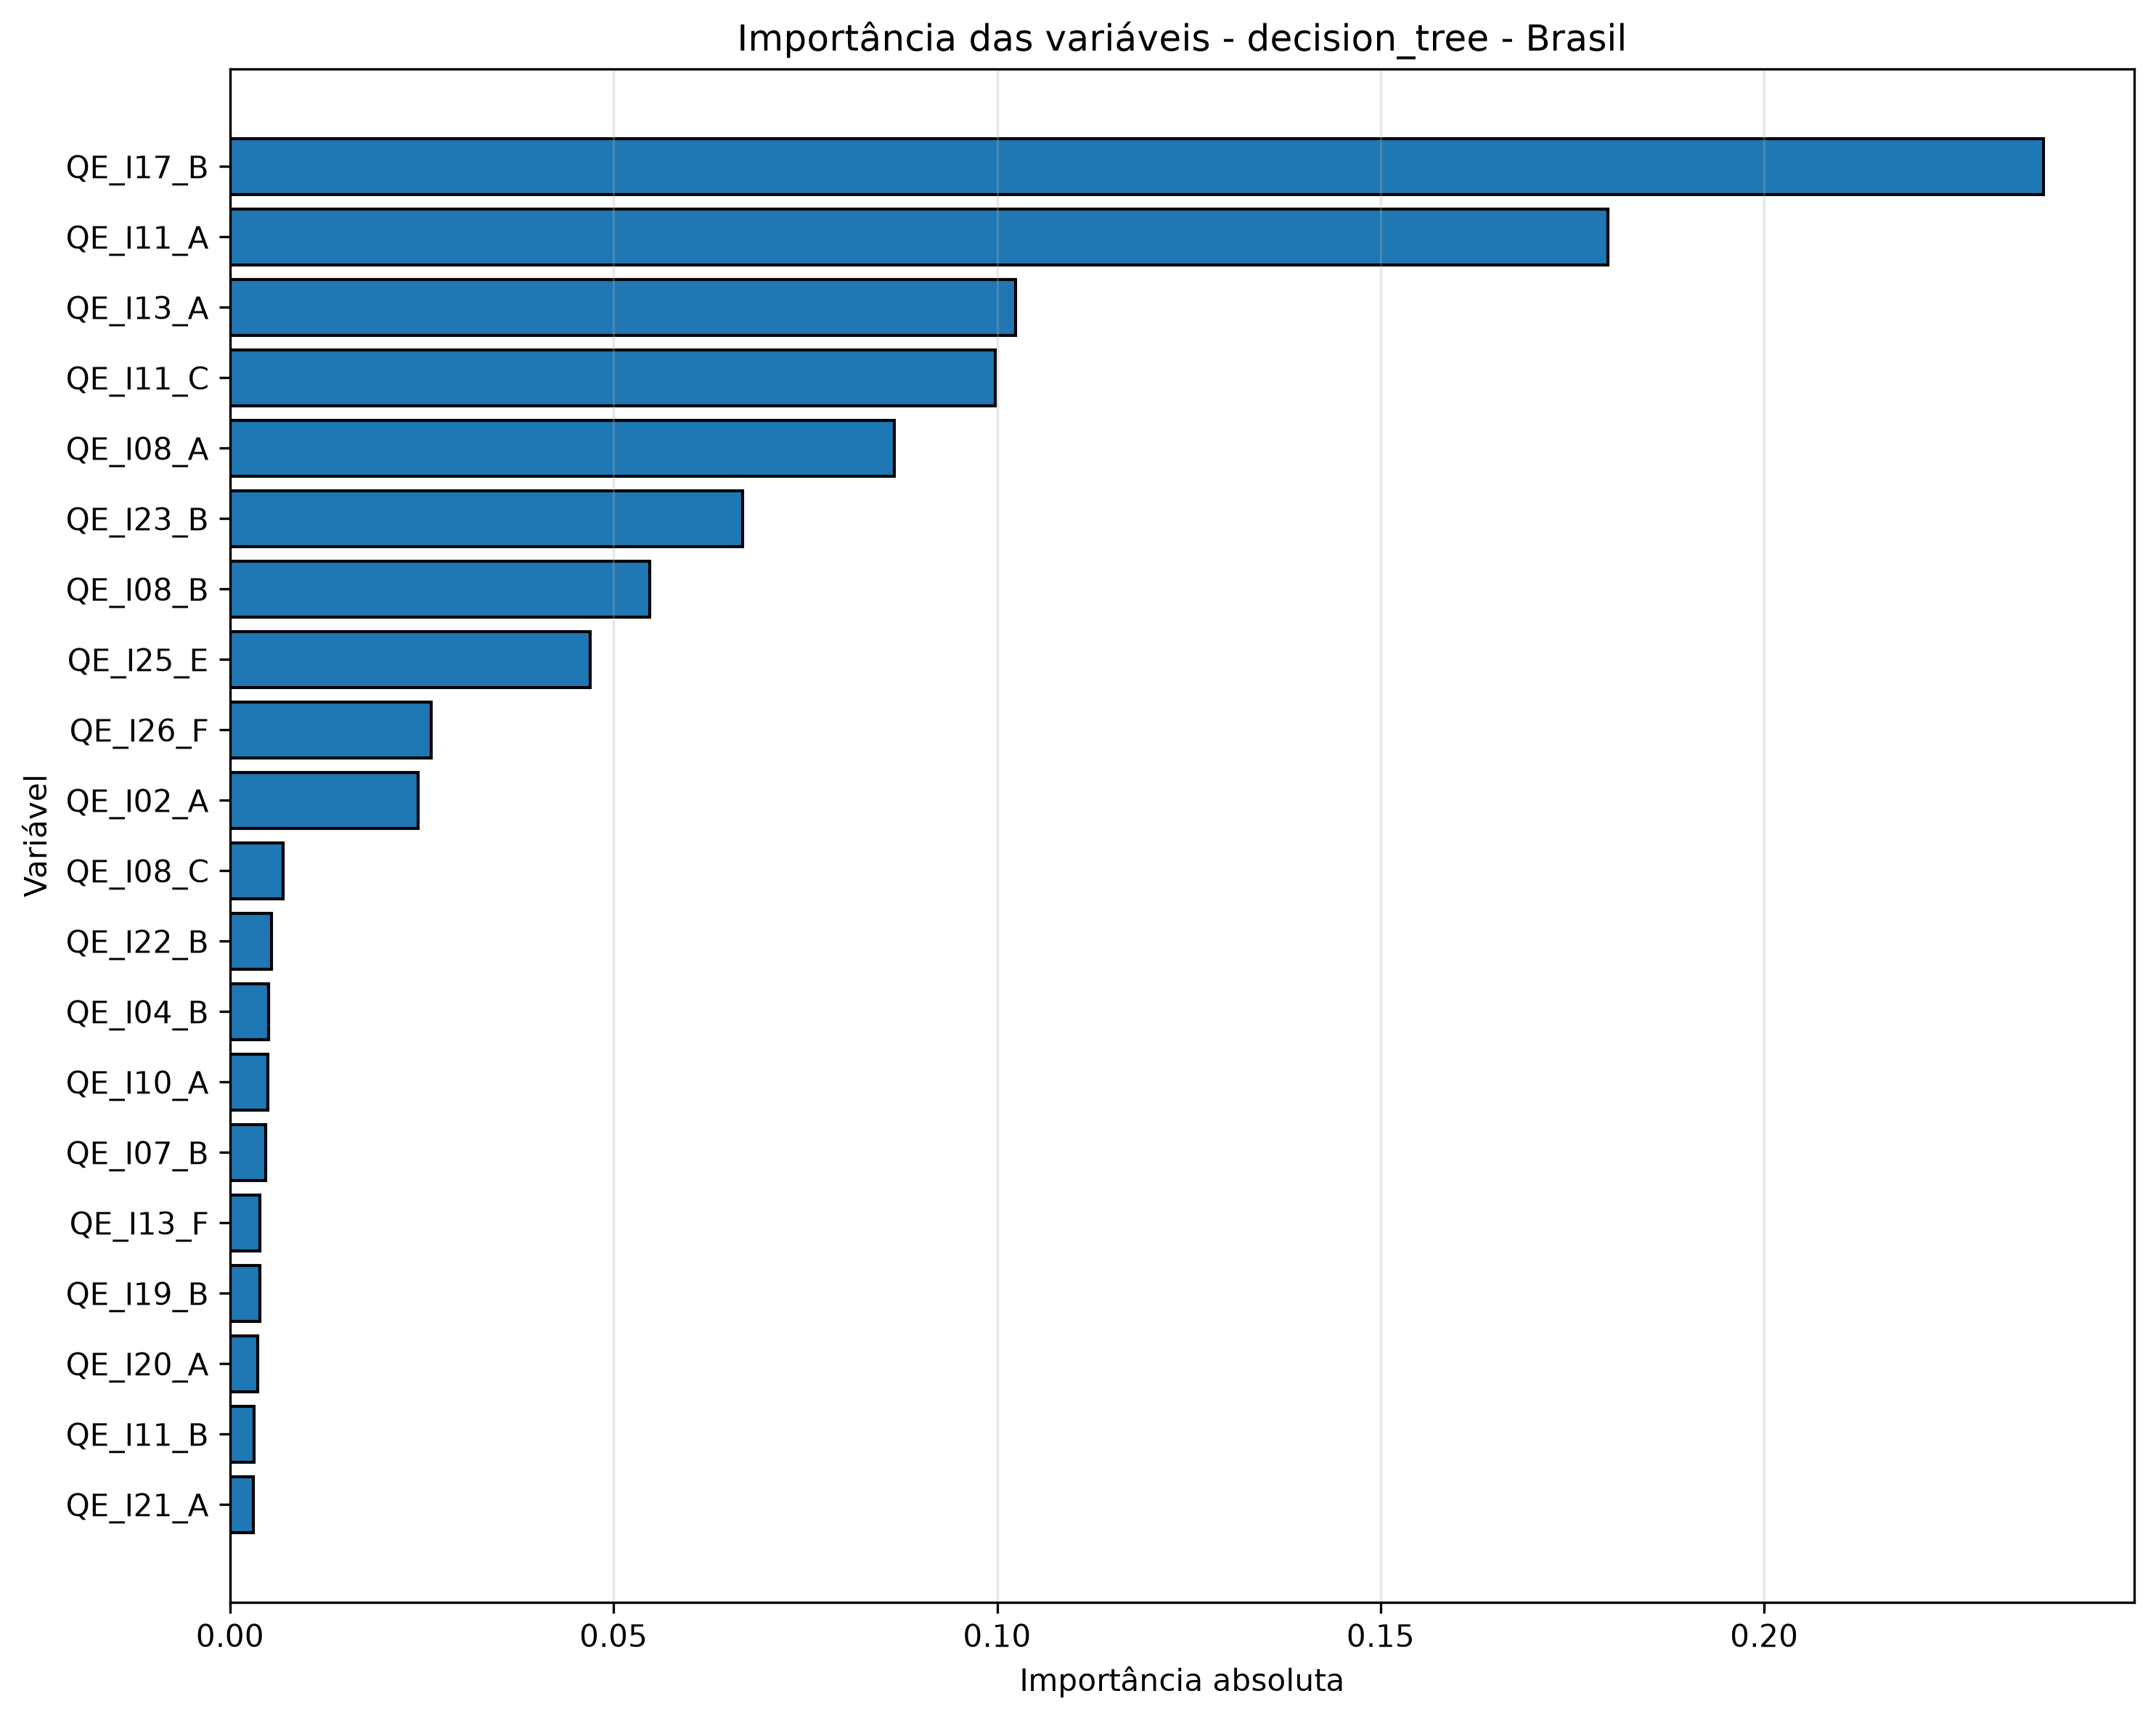 Importância das variáveis - decision_tree - Brasil
QE_I17_B
QE_I11_A
QE_I13_A
QE_I11_C
QE_I08_A
QE_I23_B
QE_I08_B
QE_I25_E
QE_I26_F
QE_I02_A
QE_I08_C
QE_I22_B
QE_I04_B
QE_I10_A
QE_I07_B
QE_I13_F
QE_I19_B
QE_I20_A
QE_I11_B
QE_I21_A
Variável
0.00 0.05 0.10 0.15 0.20
Importância absoluta